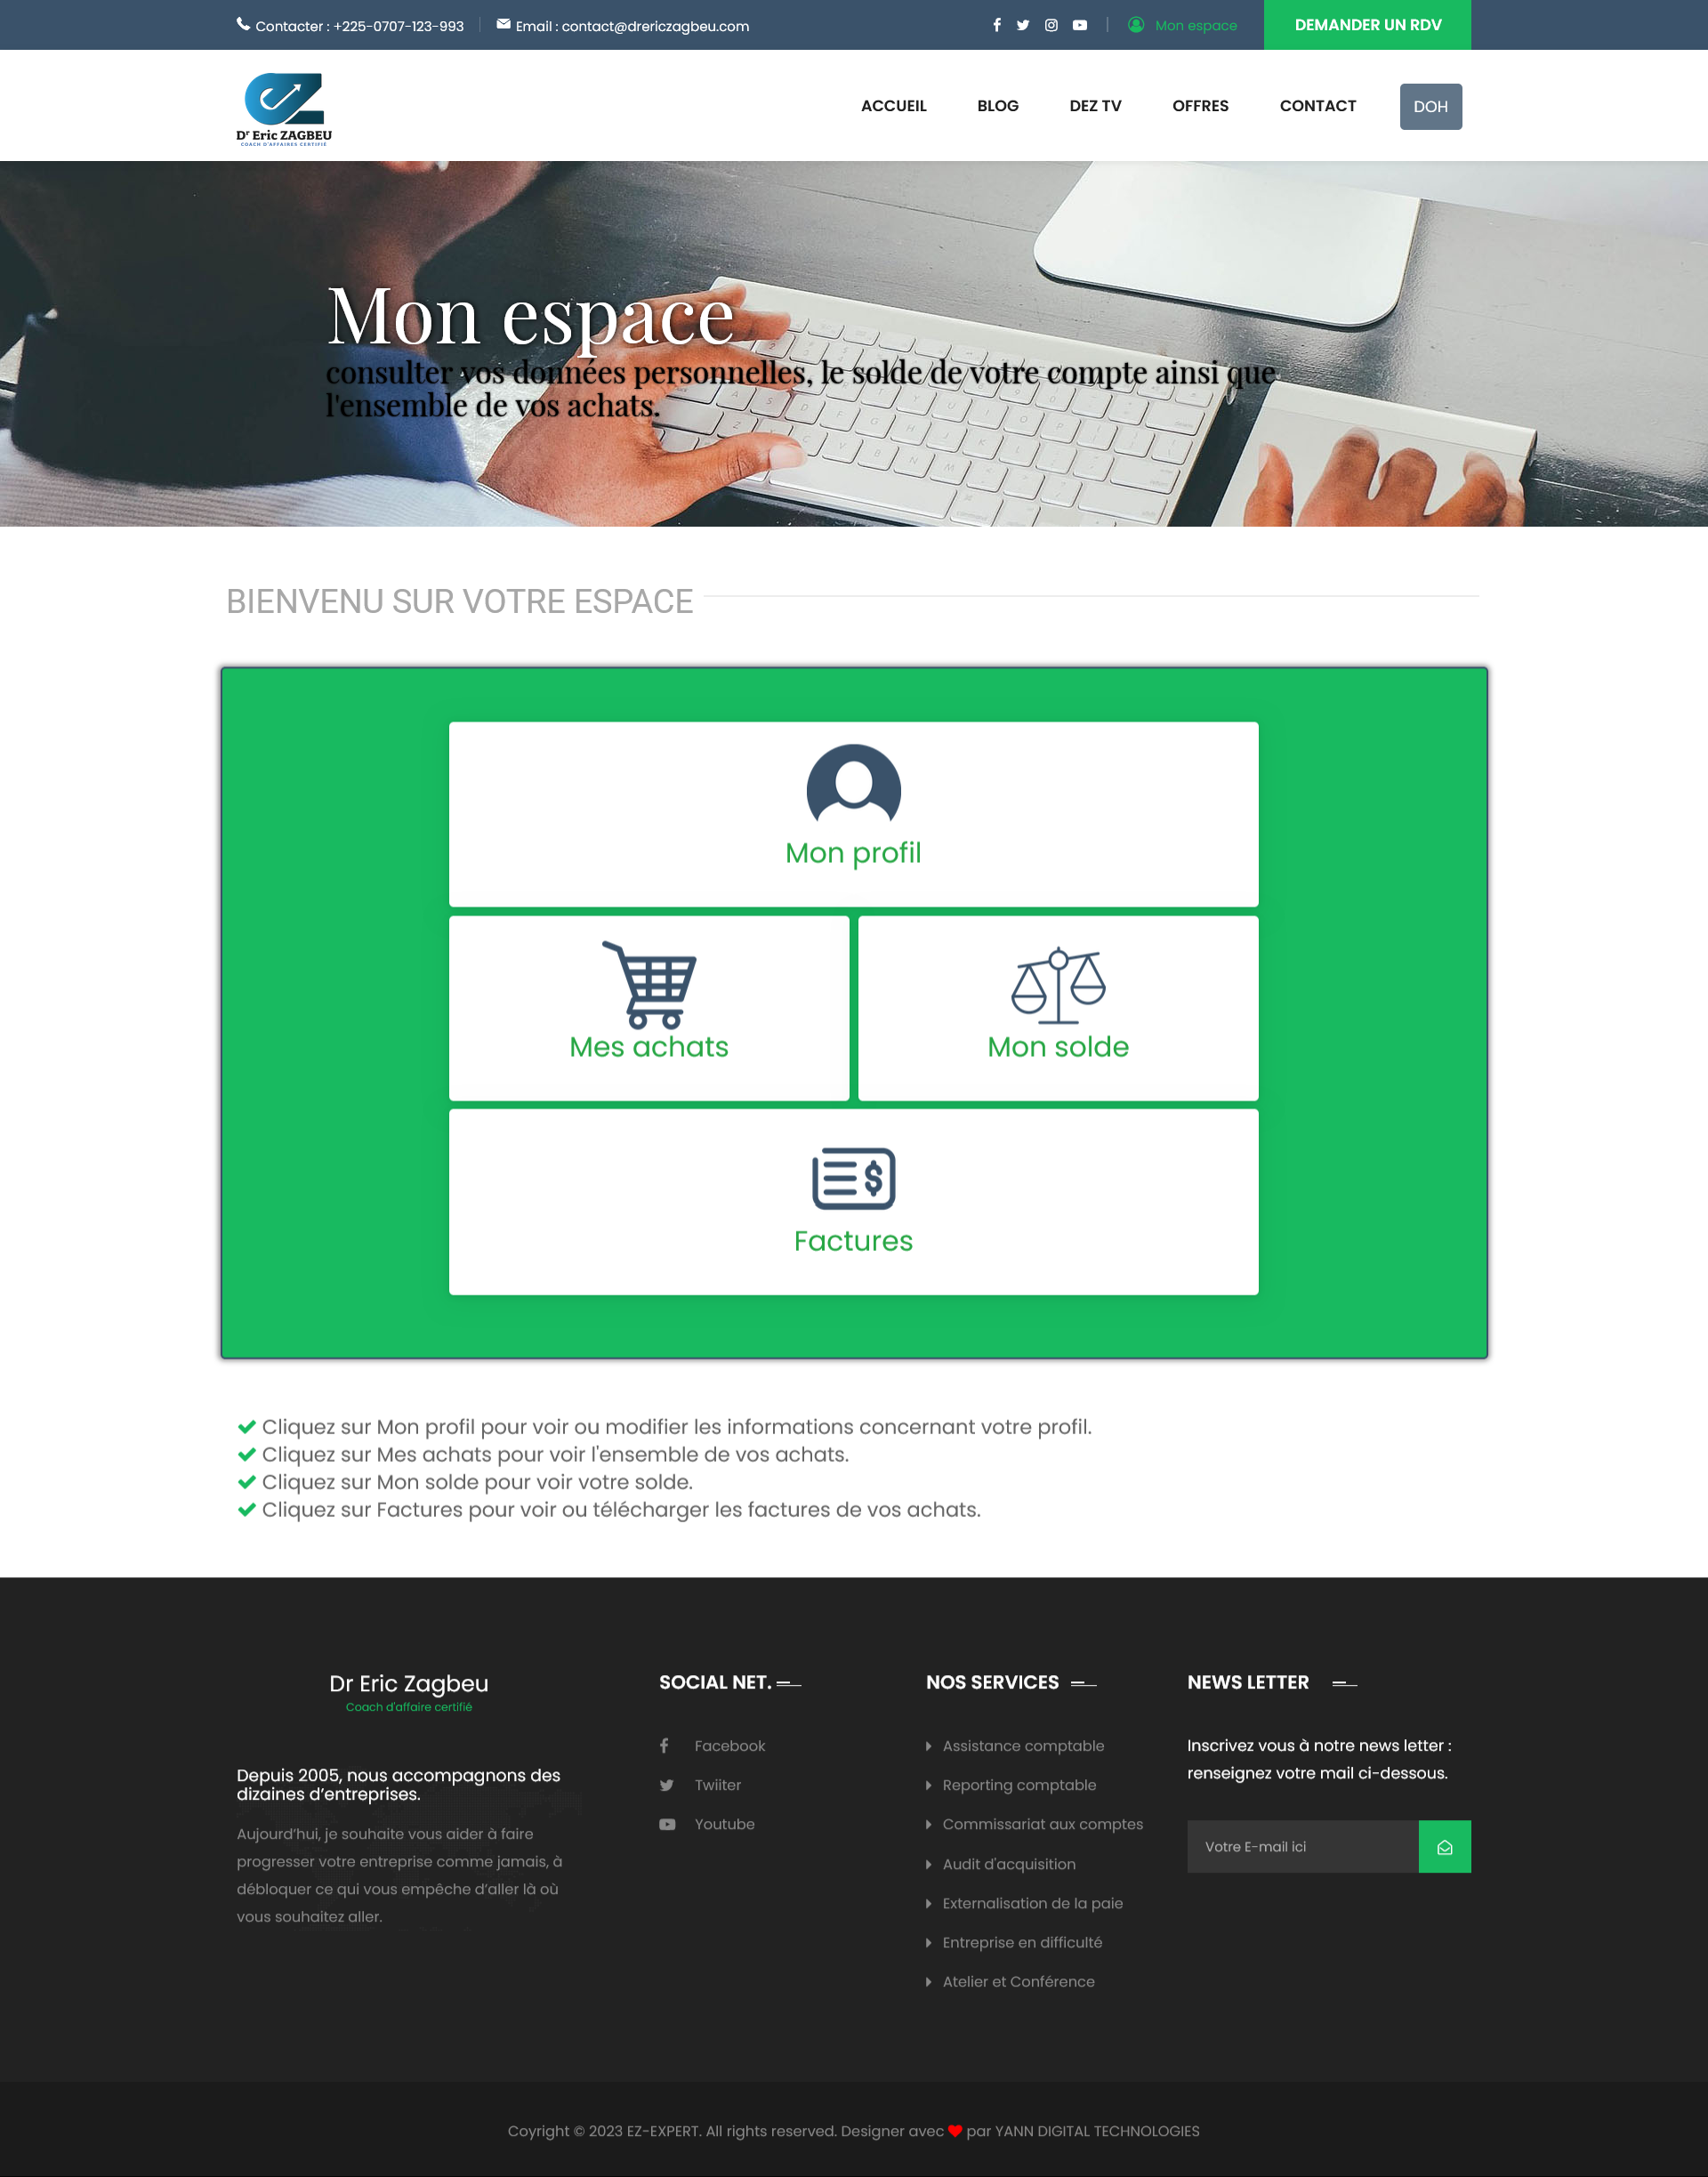 Contacter : +225-0707-123-993
Email : contact@drericzagbeu.com
Mon espace
DEMANDER UN RDV
Dr Eric ZAGBEU
COACH D'AFFAIRES CERTIFIÉ
ACCUEIL
BLOG
DEZ TV
OFFRES
CONTACT
DOH
Mon espace
consulter vos données personnelles, le solde de votre compte ainsi que
l'ensemble de vos achats.
BIENVENU SUR VOTRE ESPACE
Mon profil
Mes achats
Mon solde
Factures
Cliquez sur Mon profil pour voir ou modifier les informations concernant votre profil.
Cliquez sur Mes achats pour voir l'ensemble de vos achats.
Cliquez sur Mon solde pour voir votre solde.
Cliquez sur Factures pour voir ou télécharger les factures de vos achats.
Dr Eric Zagbeu
Coach d'affaire certifié
Depuis 2005, nous accompagnons des
dizaines d’entreprises.
Aujourd’hui, je souhaite vous aider à faire
progresser votre entreprise comme jamais, à
débloquer ce qui vous empêche d’aller là où
vous souhaitez aller.
SOCIAL NET.
Facebook
Twiiter
Youtube
NOS SERVICES
Assistance comptable
Reporting comptable
Commissariat aux comptes
Audit d'acquisition
Externalisation de la paie
Entreprise en difficulté
Atelier et Conférence
NEWS LETTER
Inscrivez vous à notre news letter :
renseignez votre mail ci-dessous.
Votre E-mail ici
Coyright © 2023 EZ-EXPERT. All rights reserved. Designer avec ❤ par YANN DIGITAL TECHNOLOGIES